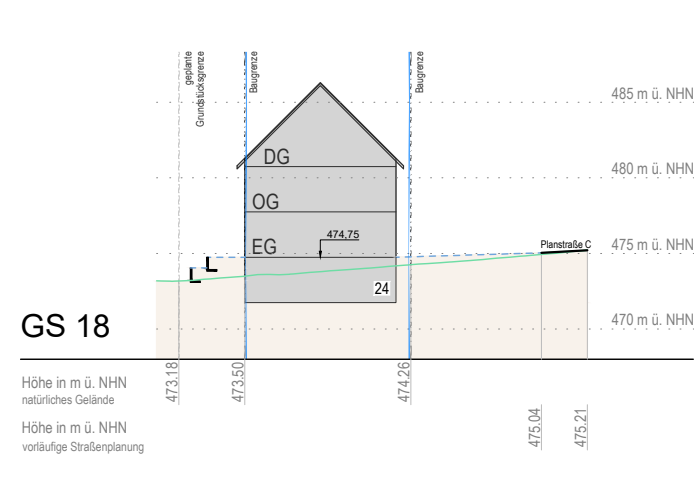 geplante
Grundstücksgrenze
Baugrenze
Baugrenze
485 m ü. NHN
DG
480 m ü. NHN
OG
474,75
EG
Planstraße C
475 m ü. NHN
24
GS 18
470 m ü. NHN
Höhe in m ü. NHN
natürliches Gelände
473.18
473.50
474.26
Höhe in m ü. NHN
vorläufige Straßenplanung
475.04
475.21